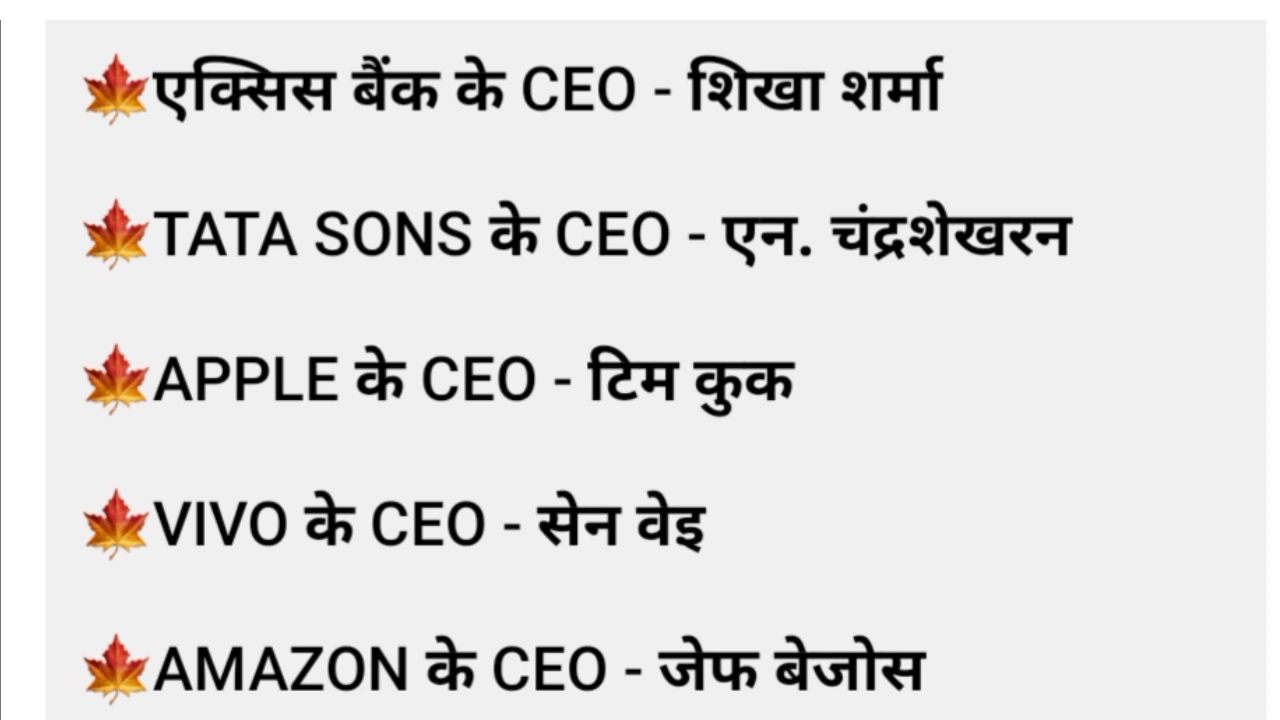 🍁एक्सिस बैंक के CEO - शिखा शर्मा
🍁TATA SONS के CEO - एन. चंद्रशेखरन
🍁APPLE के CEO - टिम कुक
🍁VIVO के CEO - सेन वेइ
🍁AMAZON के CEO - जेफ बेजोस